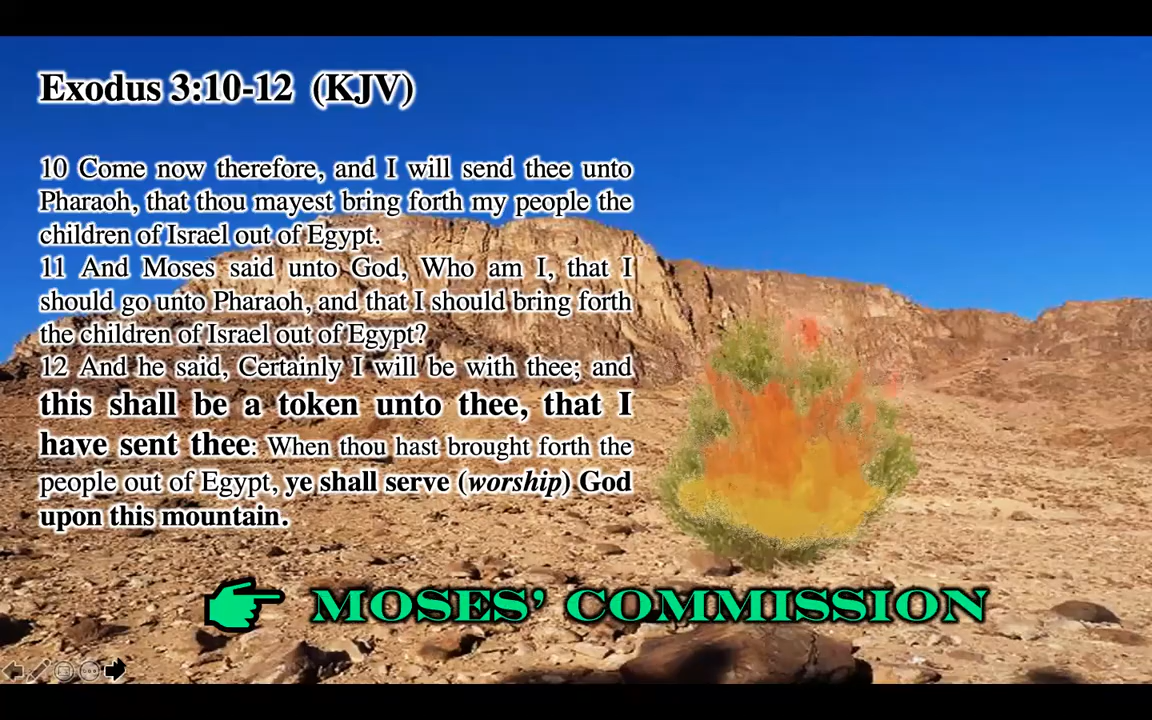 Exodus 3:10-12 (KJV)
10 Come now therefore, and I will send thee unto
Pharaoh, that thou mayest bring forth my people the
children of Israel out of Egypt.
11 And Moses said unto God, Who am I, that I
should go unto Pharaoh, and that I should bring forth
the children of Israel out of Egypt?
12 And he said, Certainly I will be with thee; and
this shall be a token unto thee, that I
have sent thee: When thou hast brought forth the
people out of Egypt, ye shall serve (worship) God
upon this mountain.
MOSES’ COMMISSION